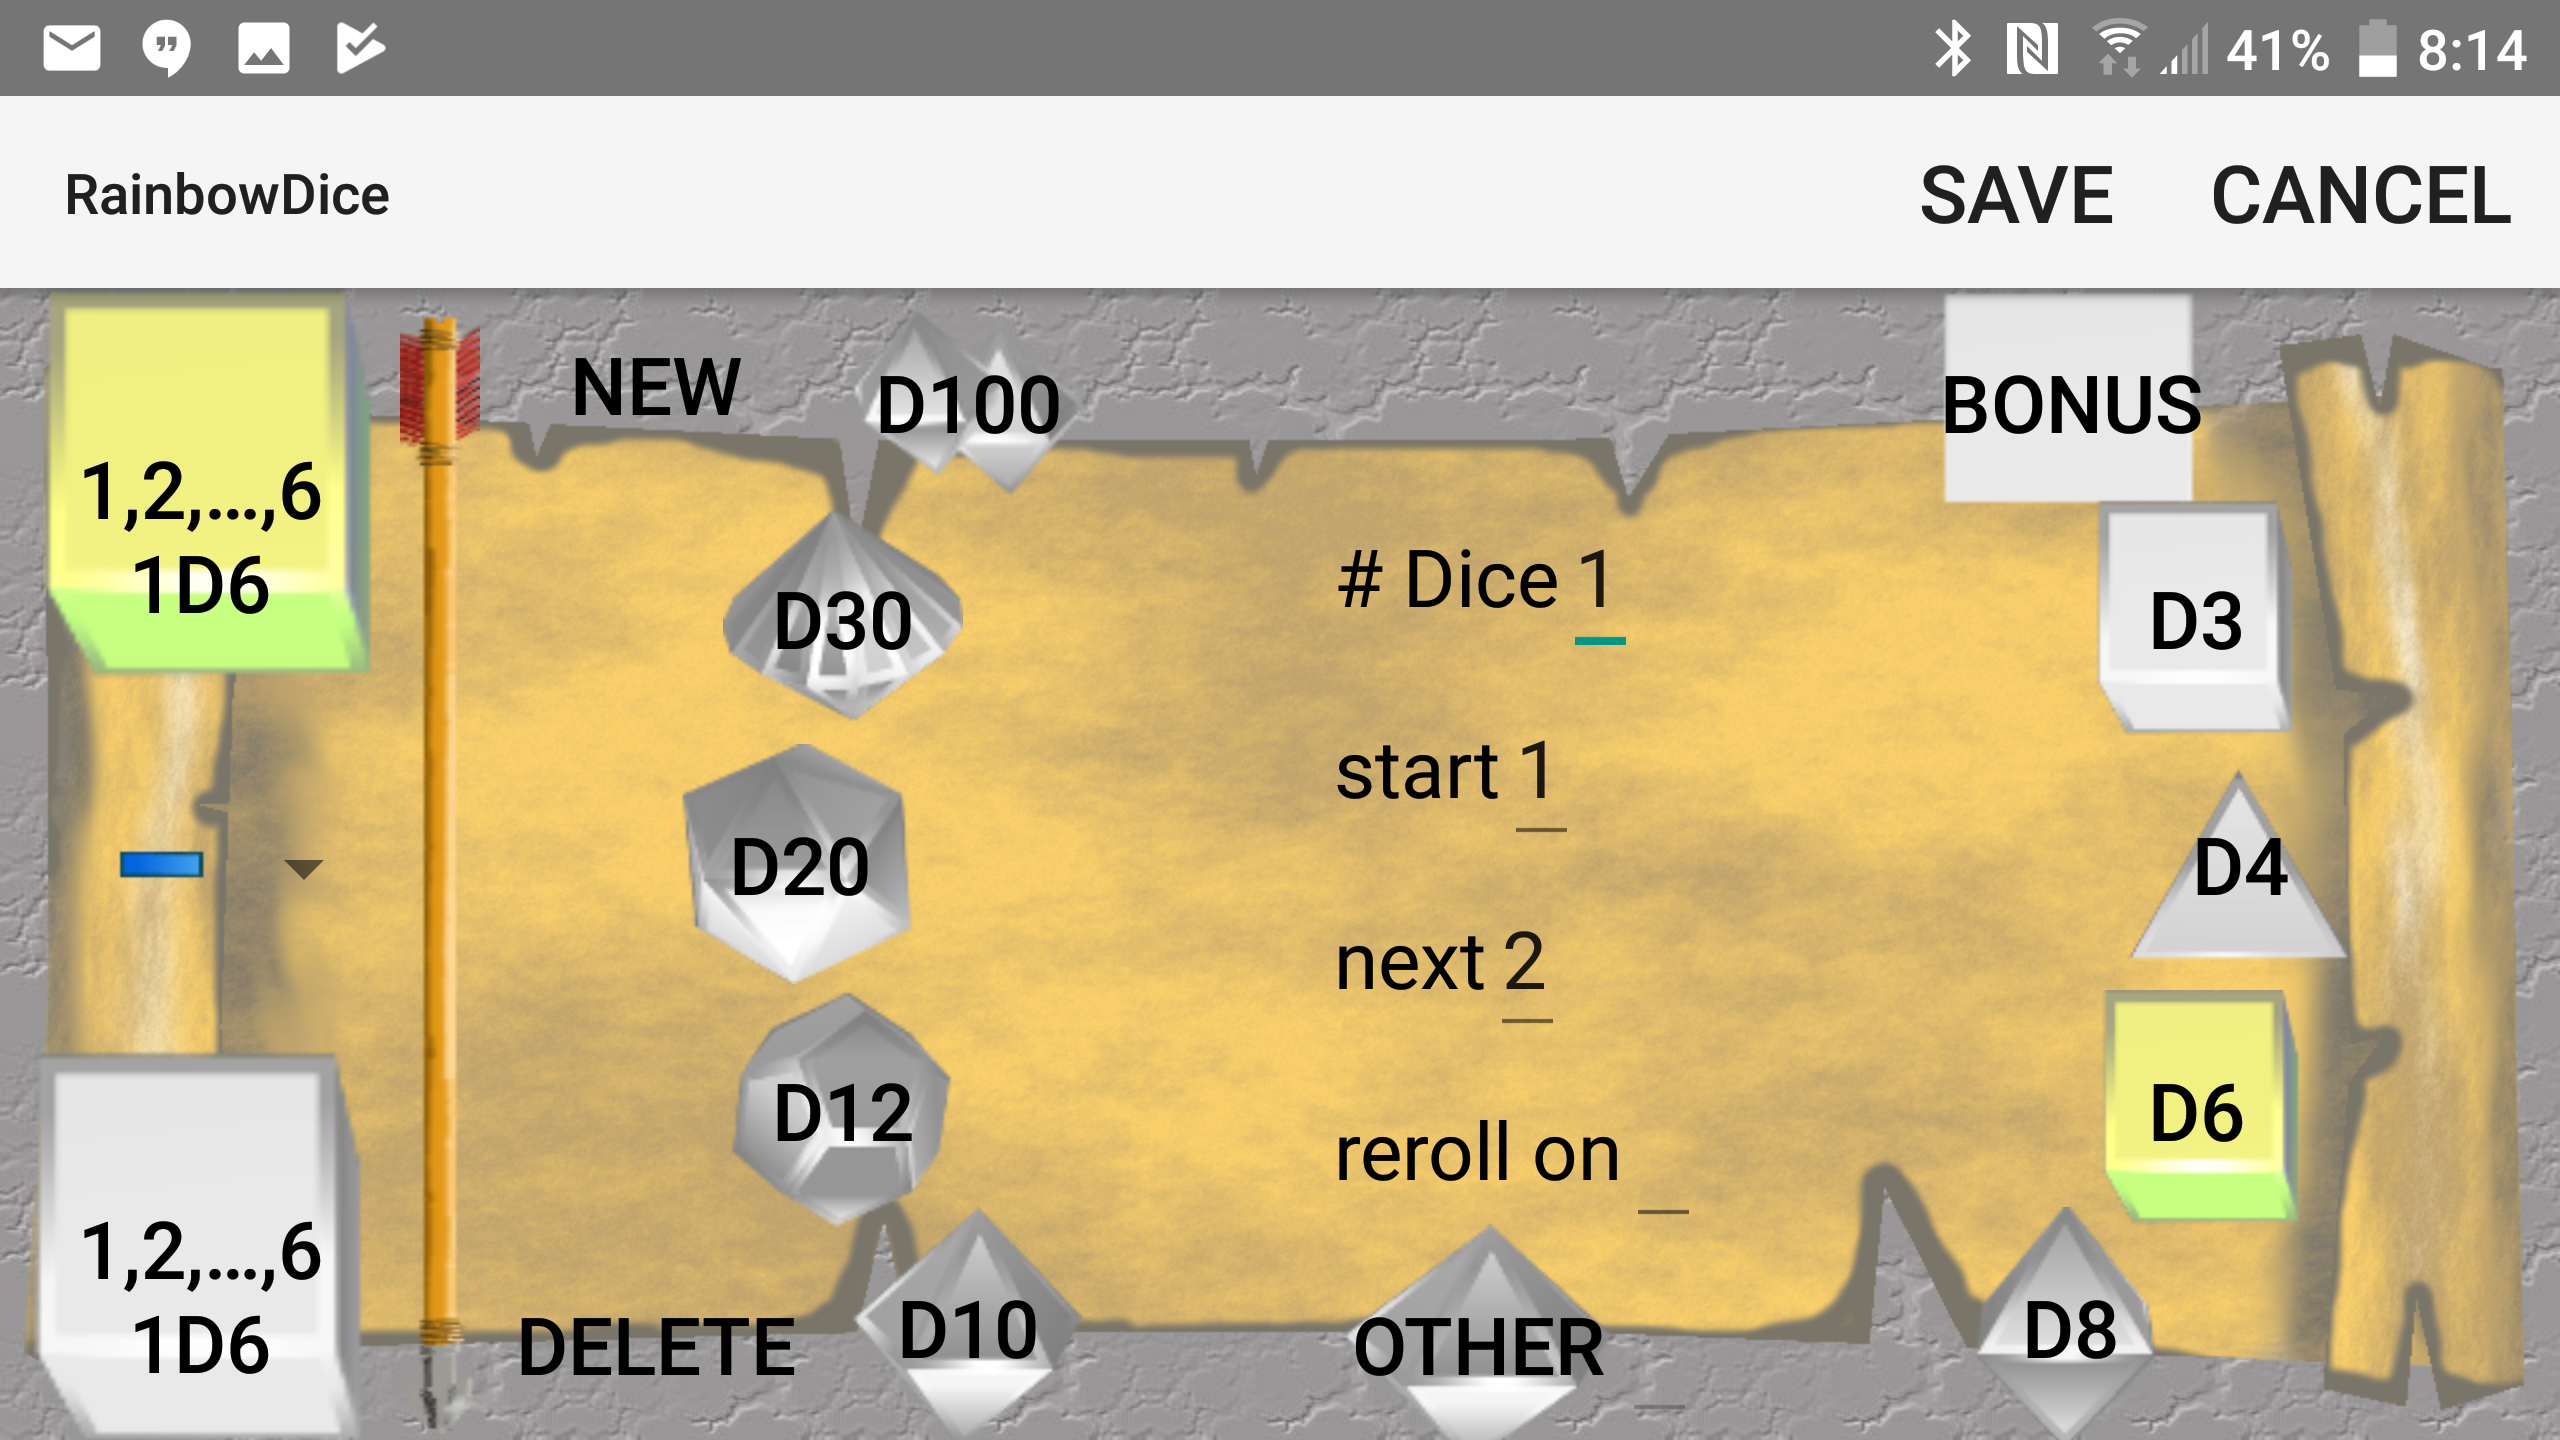 41% 8:14
RainbowDice
SAVE CANCEL
1,2,...,6
1D6
NEW
D100
BONUS
D30
# Dice 1
D3
start 1
D20
D4
next 2
D12
D6
reroll on
1,2,...,6
1D6
DELETE
D10
OTHER
D8